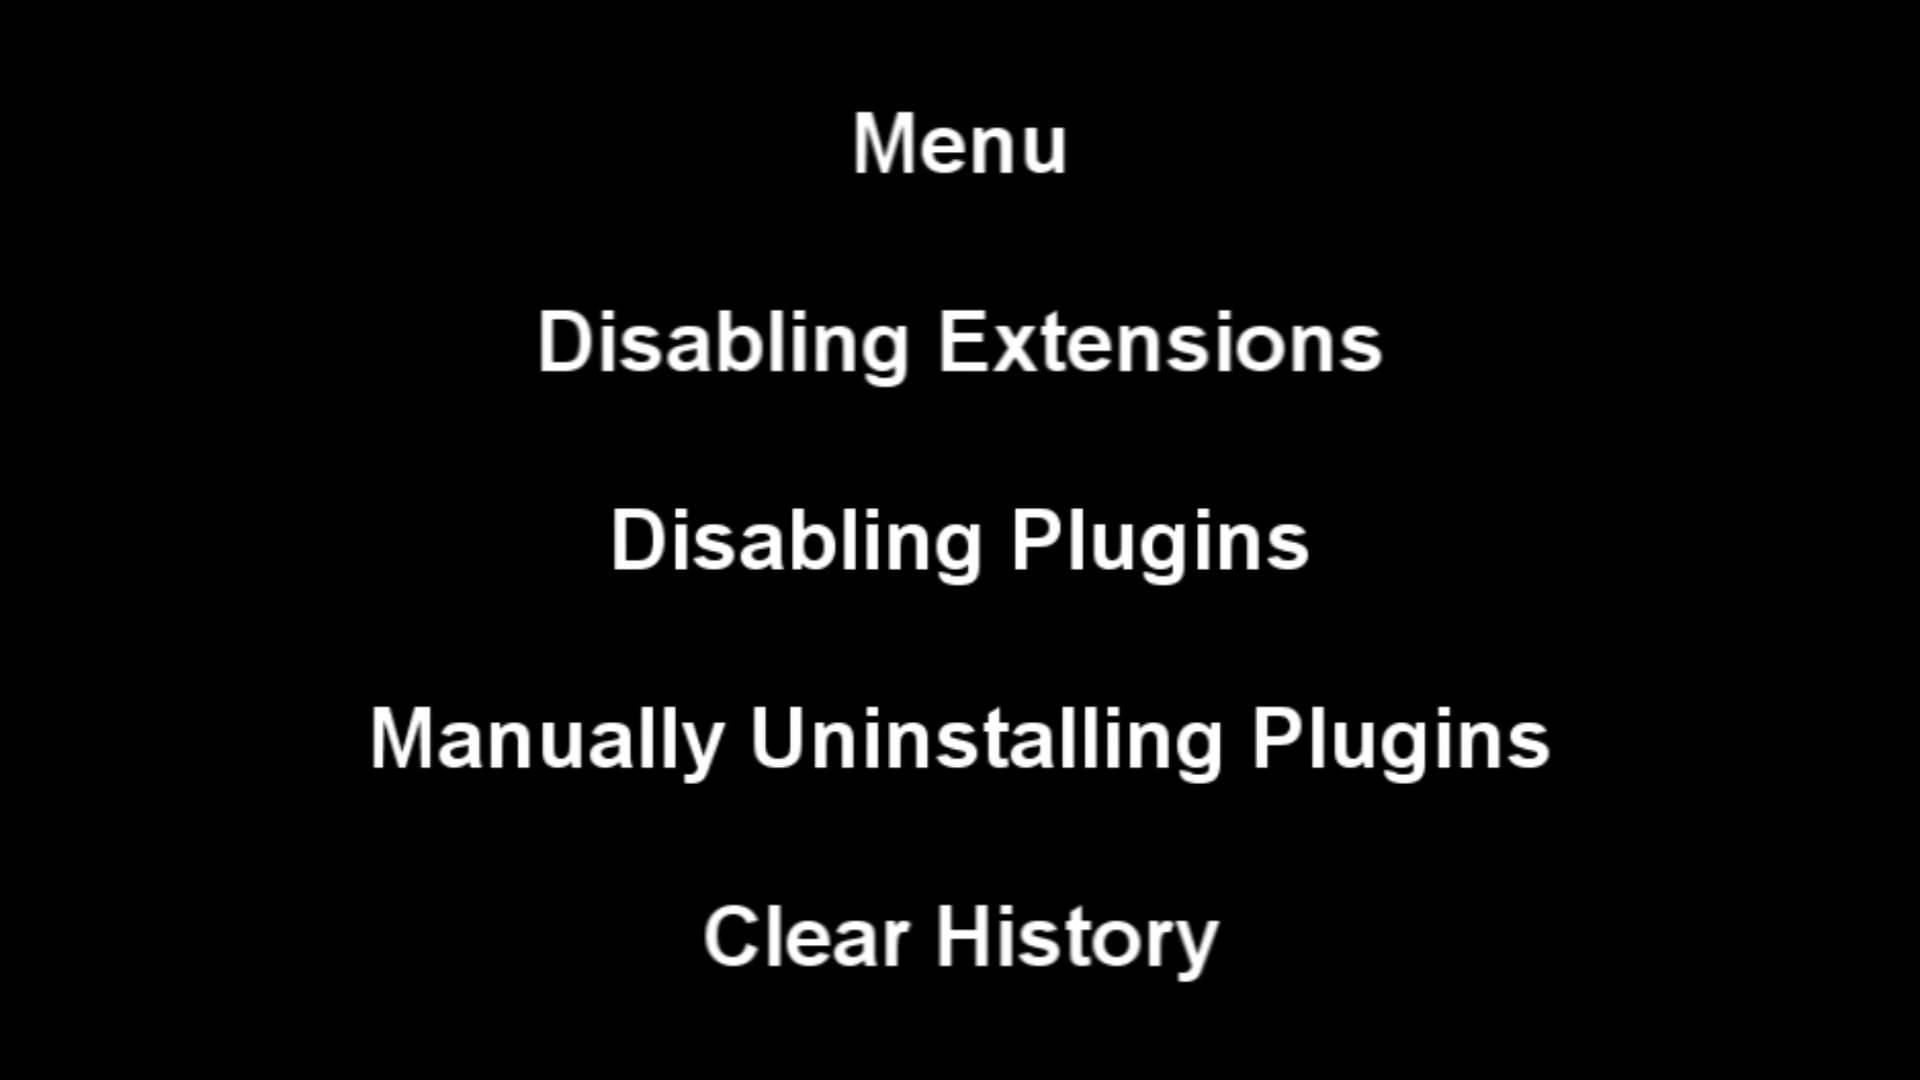 Menu
Disabling Extensions
Disabling Plugins
Manually Uninstalling Plugins
Clear History